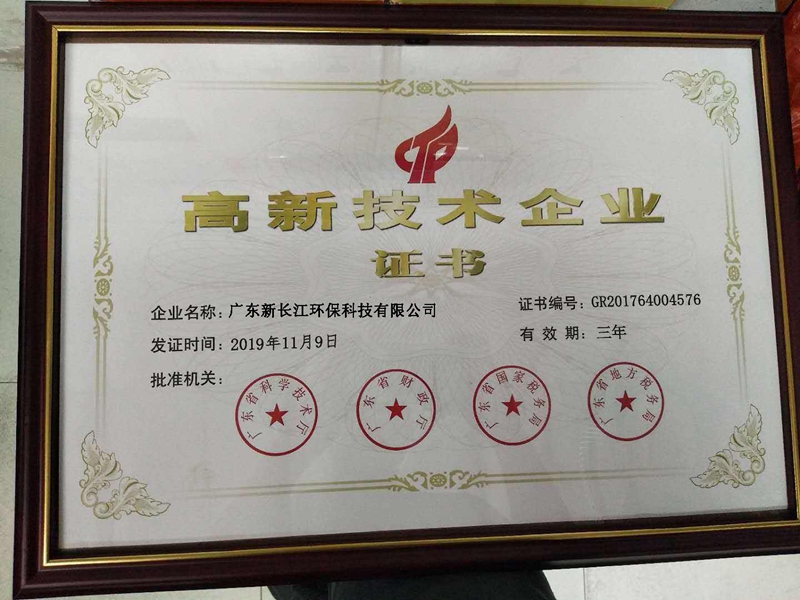 高新技术企业
证书
企业名称：广东新长江环保科技有限公司
证书编号：GR201764004576
发证时间：2019年11月9日
有效期：三年
批准机关：
广东省科学技术厅
广东省财政厅
广东省国家税务局
广东省地方税务局